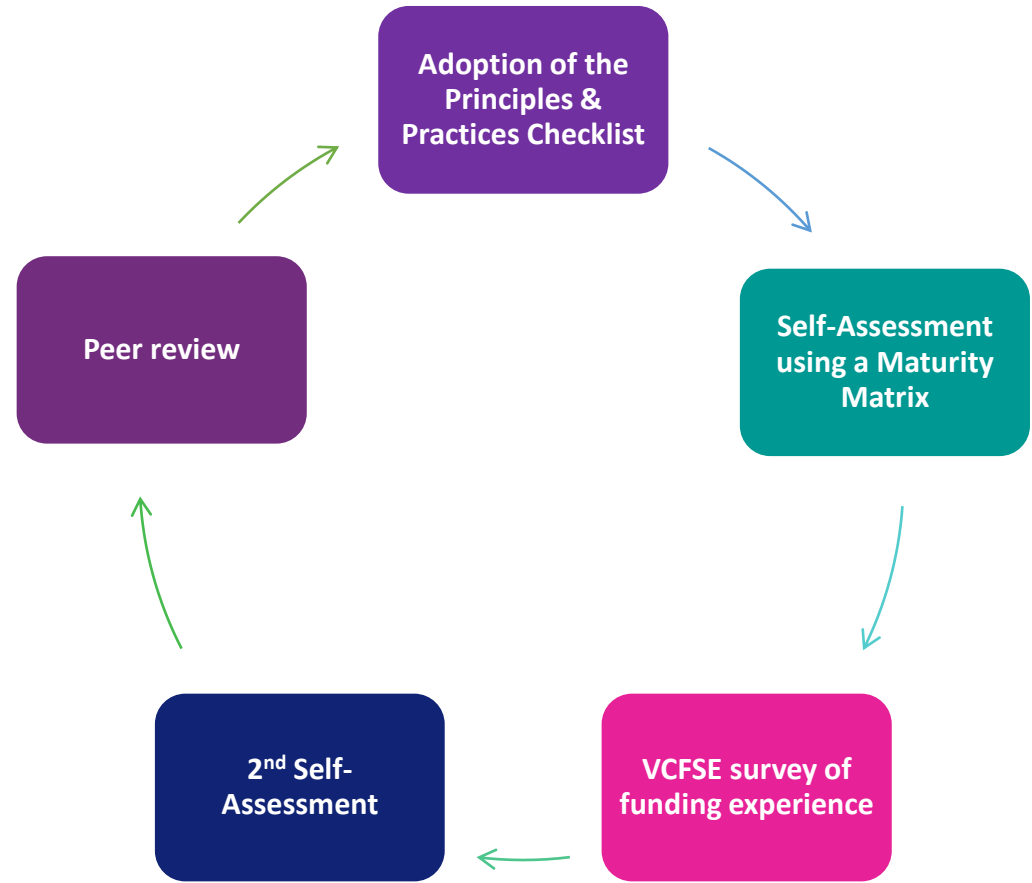 Adoption of the
Principles &
Practices Checklist
Self-Assessment
using a Maturity
Matrix
VCFSE survey of
funding experience
2nd Self-
Assessment
Peer review